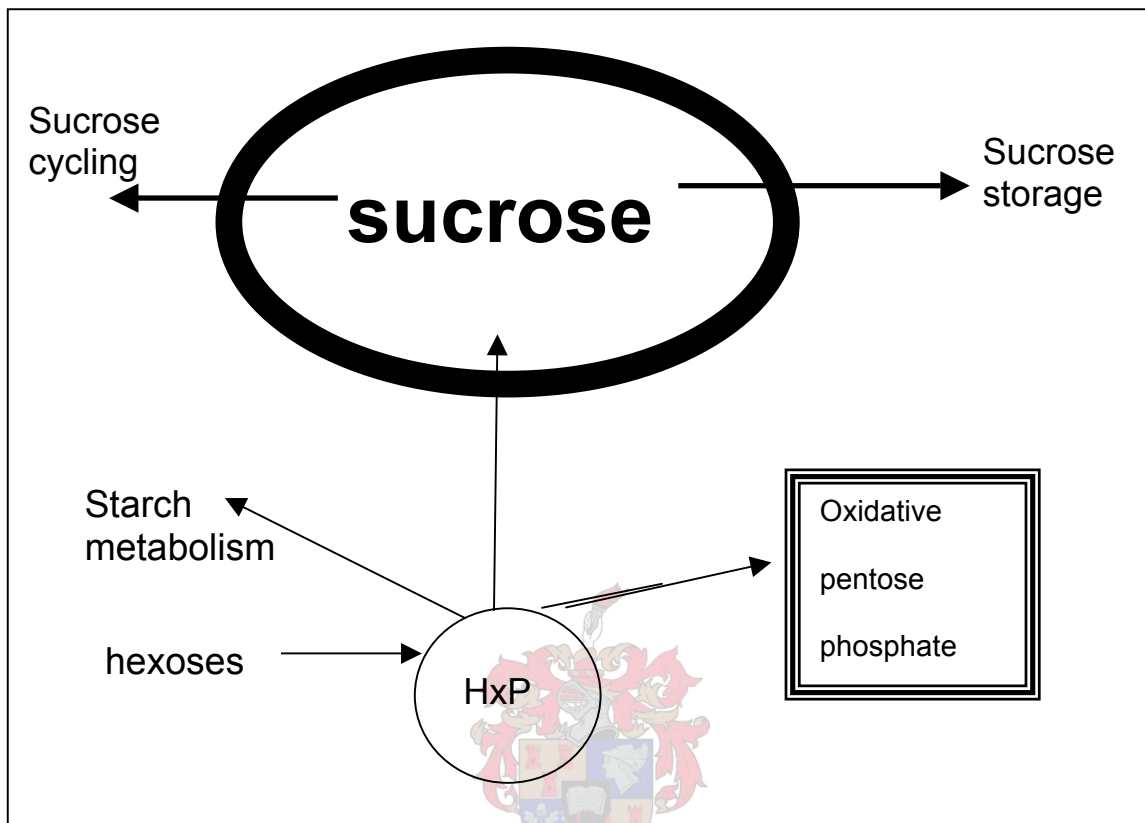 Sucrose
cycling
sucrose
Sucrose
storage
Starch
metabolism
hexoses
HxP
Oxidative
pentose
phosphate